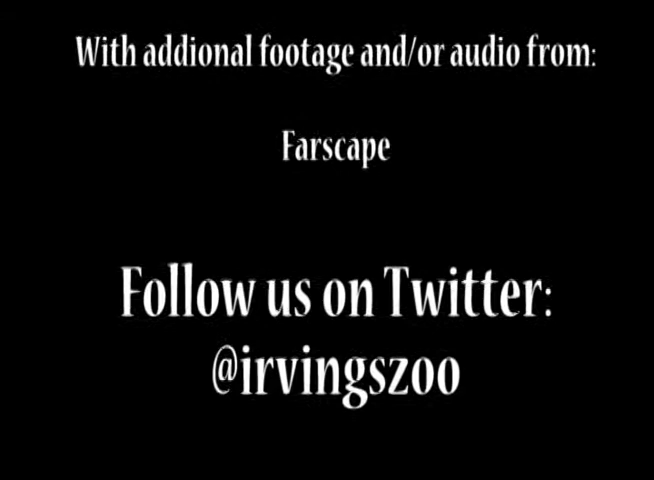 With addional footage and/or audio from:
Farscape
Follow us on Twitter:
@irvingszoo